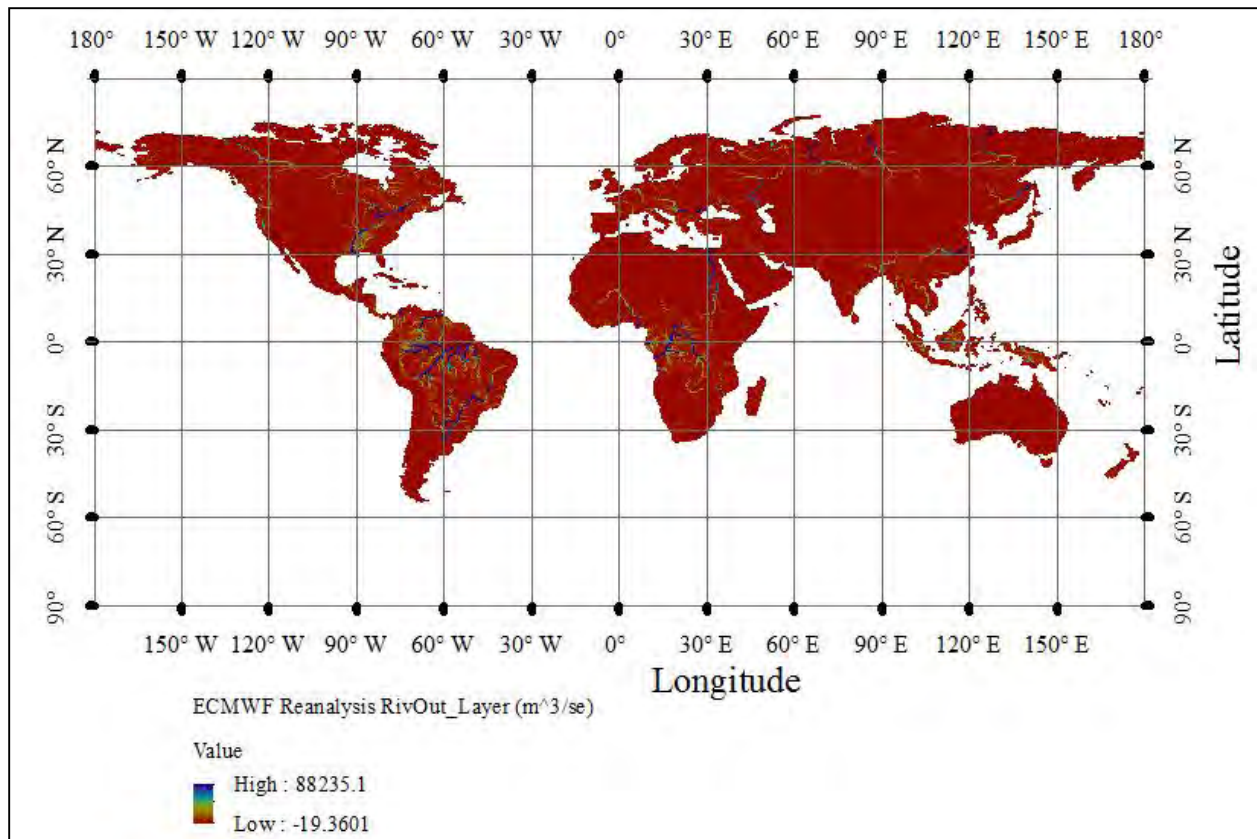 180° 150° W 120° W 90° W 60° W 30° W 0° 30° E 60° E 90° E 120° E 150° E 180°
60° N 60° N
30° N 30° N
Latitude
0° 0°
30° S 30° S
60° S 60° S
90° 90°
150° W 120° W 90° W 60° W 30° W 0° 30° E 60° E 90° E 120° E 150° E
Longitude
ECMWF Reanalysis RivOut_Layer (m^3/se)
Value
High : 88235.1
Low : -19.3601